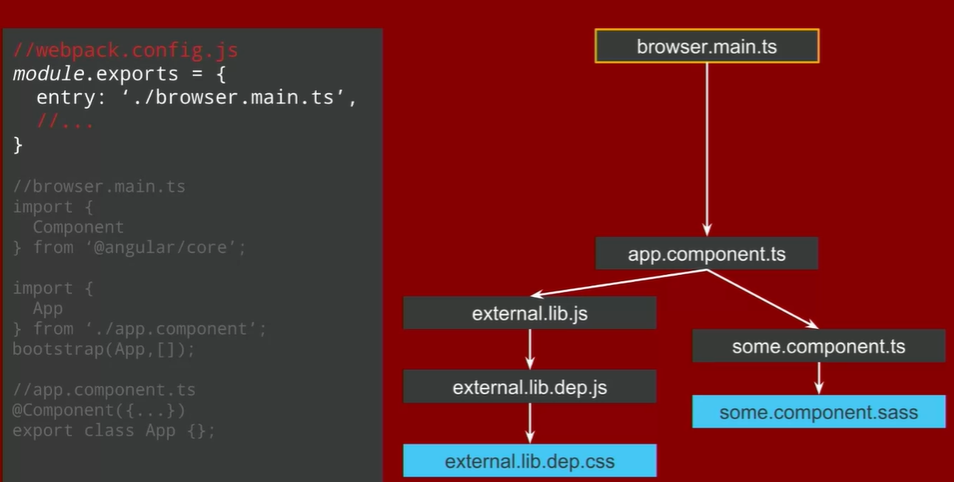 //webpack.config.js
module.exports = {
entry: ‘./browser.main.ts’,
//...
}
//browser.main.ts
import {
Component
} from ‘@angular/core’;
import {
App
} from ‘./app.component’;
bootstrap(App,[]);
//app.component.ts
@Component({...})
export class App {};
browser.main.ts
app.component.ts
external.lib.js
some.component.ts
external.lib.dep.js
some.component.sass
external.lib.dep.css